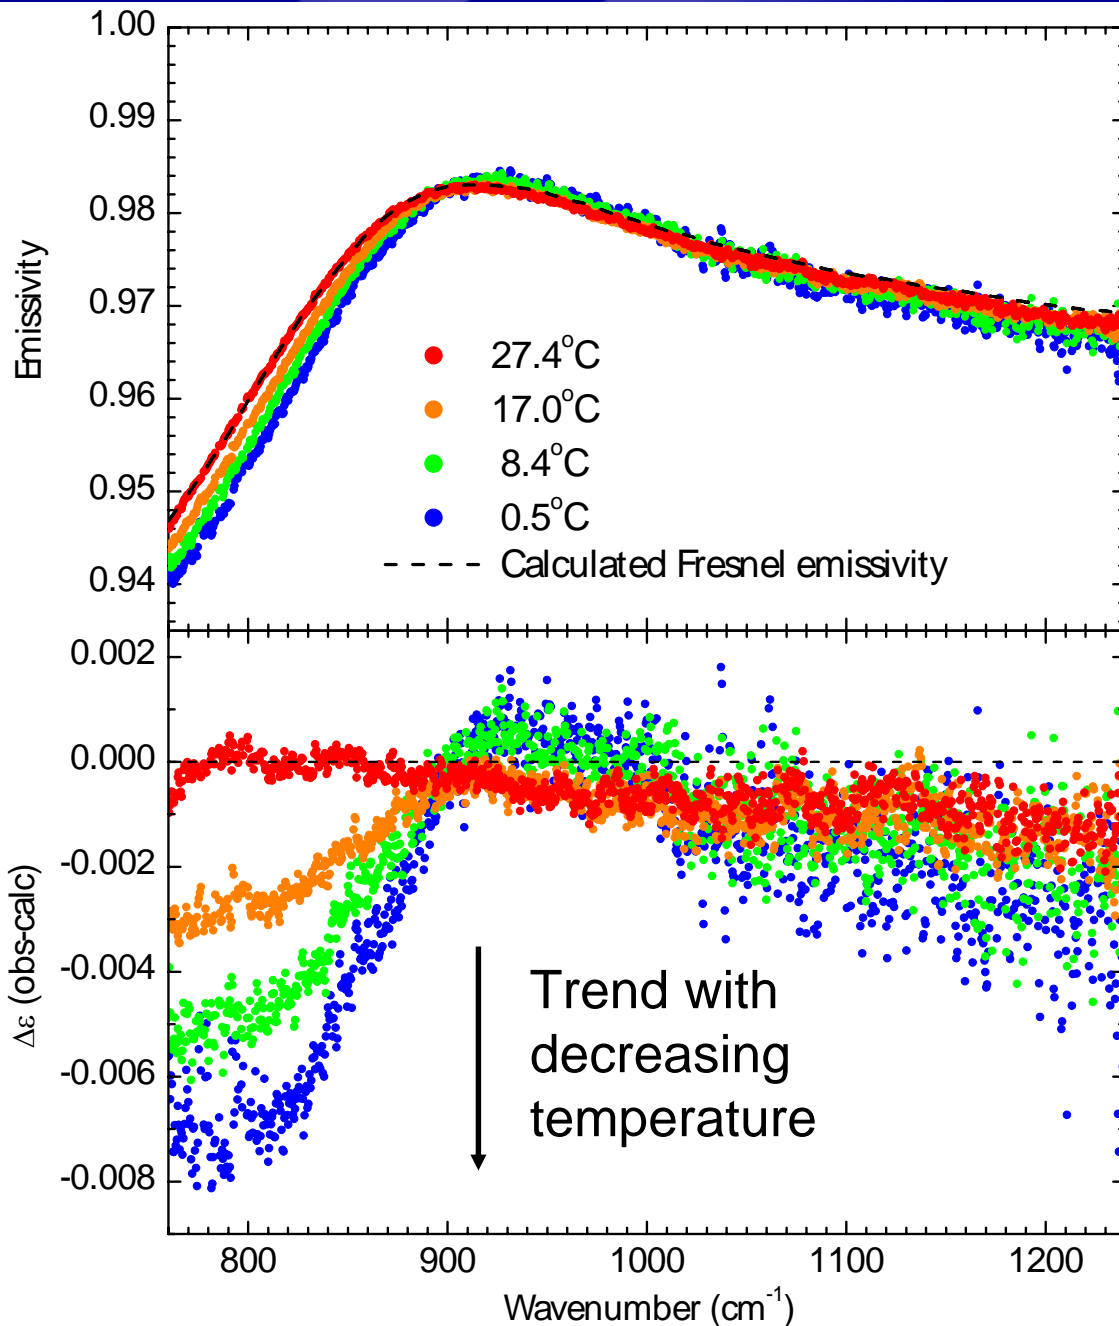 1.00
0.99
0.98
0.97
0.96
0.95
0.94
Emissivity
27.4°C
17.0°C
8.4°C
0.5°C
Calculated Fresnel emissivity
0.002
0.000
-0.002
-0.004
-0.006
-0.008
Δε (obs-calc)
Trend with
decreasing
temperature
800 900 1000 1100 1200
Wavenumber (cm⁻¹)